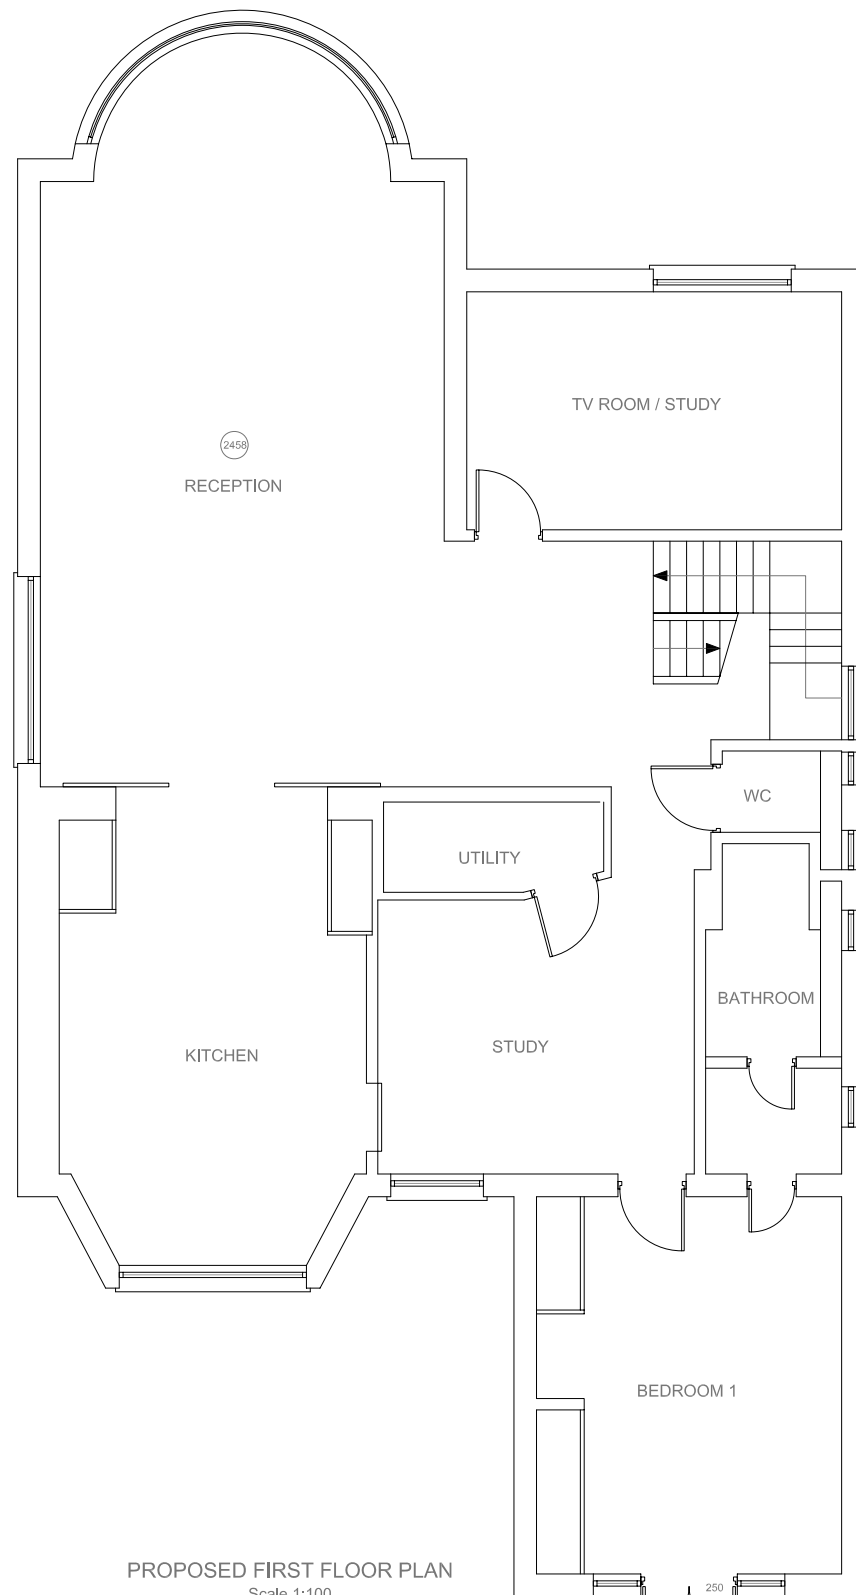 TV ROOM / STUDY
2458
RECEPTION
WC
UTILITY
BATHROOM
STUDY
KITCHEN
BEDROOM 1
PROPOSED FIRST FLOOR PLAN
Scale 1:100
250